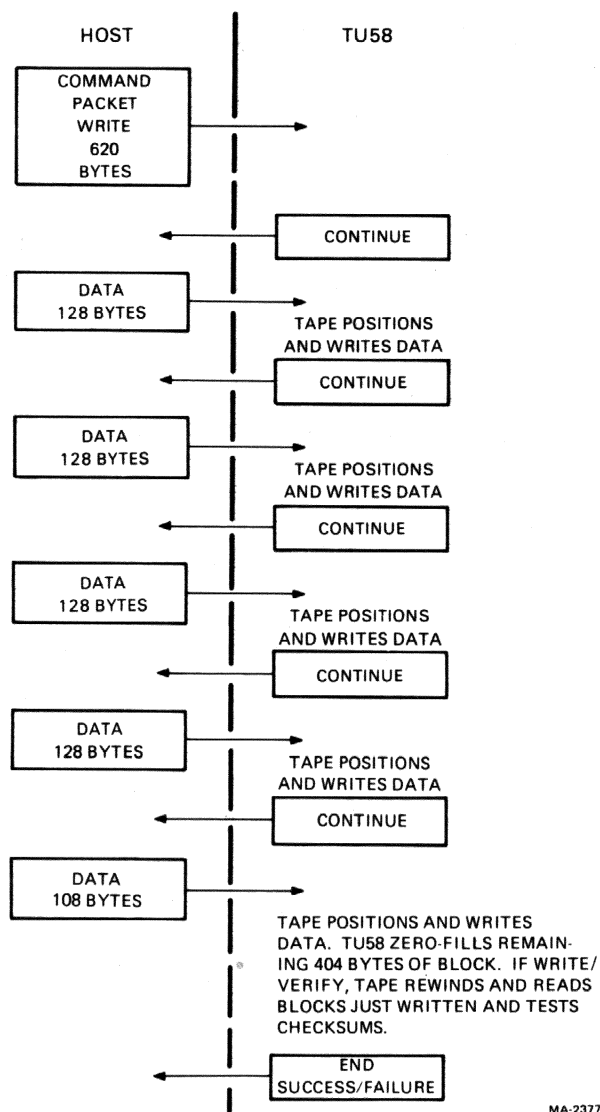 HOST
TU58
COMMAND
PACKET
WRITE
620
BYTES
CONTINUE
DATA
128 BYTES
TAPE POSITIONS
AND WRITES DATA
CONTINUE
DATA
128 BYTES
TAPE POSITIONS
AND WRITES DATA
CONTINUE
DATA
128 BYTES
TAPE POSITIONS
AND WRITES DATA
CONTINUE
DATA
128 BYTES
TAPE POSITIONS
AND WRITES DATA
CONTINUE
DATA
108 BYTES
TAPE POSITIONS AND WRITES
DATA. TU58 ZERO-FILLS REMAIN-
ING 404 BYTES OF BLOCK. IF WRITE/
VERIFY, TAPE REWINDS AND READS
BLOCKS JUST WRITTEN AND TESTS
CHECKSUMS.
END
SUCCESS/FAILURE
MA-2377